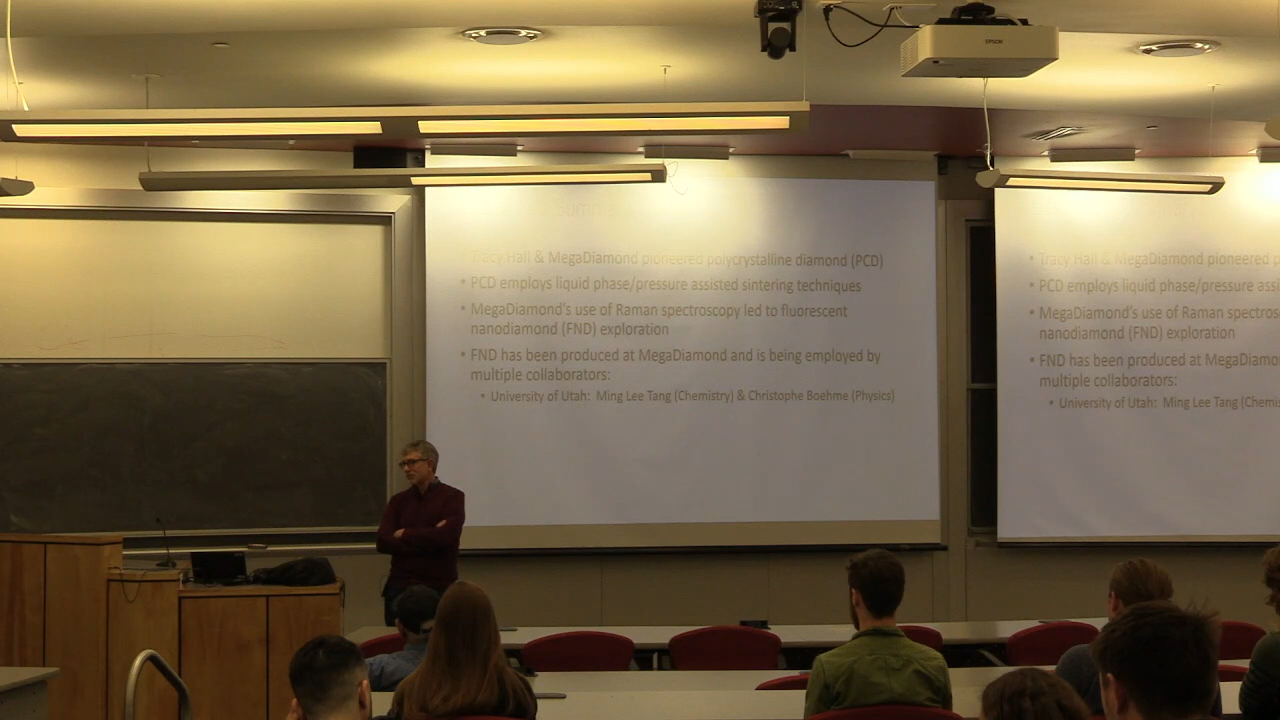 EPSON
Summary
• Tracy Hall & MegaDiamond pioneered polycrystalline diamond (PCD)
• PCD employs liquid phase/pressure assisted sintering techniques
• MegaDiamond's use of Raman spectroscopy led to fluorescent
nanodiamond (FND) exploration
• FND has been produced at MegaDiamond and is being employed by
multiple collaborators:
• University of Utah: Ming Lee Tang (Chemistry) & Christophe Boehme (Physics)
• Tracy Hall & MegaDiamond pioneered
• PCD employs liquid phase/pressure
• MegaDiamond's use of Raman
nanodiamond (FND) exploration
• FND has been produced at
multiple collaborators:
• University of Utah: Ming Lee Tang